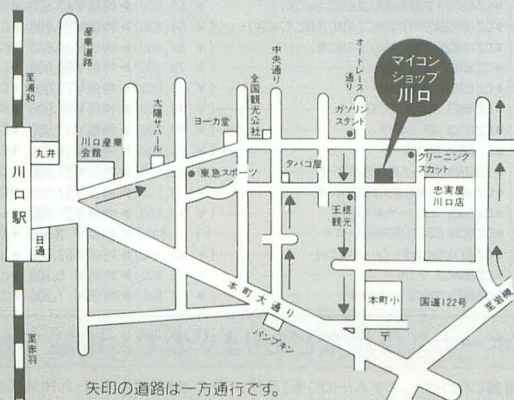 至浦和
産業道路
丸井
川口産業
会館
太陽サハール
川口駅
日通
至赤羽
ヨーカ堂
全国観光公社
中央通り
オートレース
通り
ガソリン
スタンド
マイコン
ショップ
川口
東急スポーツ
タバコ屋
クリーニング
スカット
忠実屋
川口店
王様
観光
本町大通り
パンプキン
本町小
〒
国道122号
至岩槻
矢印の道路は一方通行です。